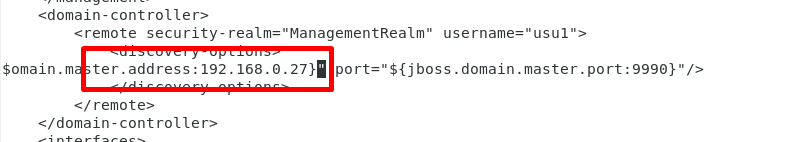 </management>
<domain-controller>
<remote security-realm="ManagementRealm" username="usu1">
<discovery-options>
$omain.master.address:192.168.0.27}" port="${jboss.domain.master.port:9990}"/>
</discovery-options>
</remote>
</domain-controller>
<interfaces>